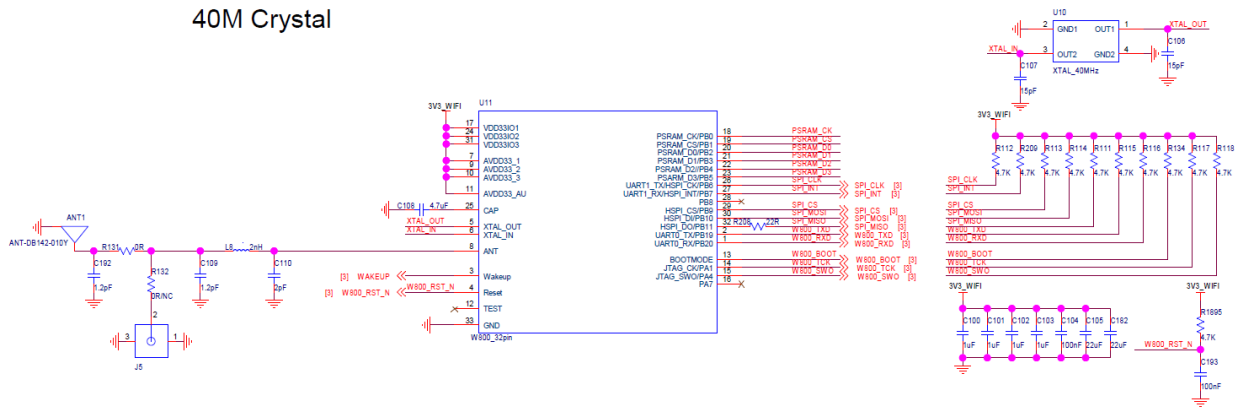 40M Crystal
U10
2 GND1 OUT1 1 XTAL_OUT
XTAL_IN 3 OUT2 GND2 4
XTAL_40MHz
C106
15pF
C107
15pF
3V3_WIFI
U11
17 VDD33IO1
24 VDD33IO2
31 VDD33IO3
7 AVDD33_1
9 AVDD33_2
10 AVDD33_3
11 AVDD33_AU
C108 4.7uF 25 CAP
XTAL_OUT 5 XTAL_OUT
XTAL_IN 6 XTAL_IN
8 ANT
[3] WAKEUP 3 Wakeup
[3] W800_RST_N W800_RST_N 4 Reset
12 TEST
33 GND
W800_32pin
PSRAM_CK/PB0 18 PSRAM_CK
PSRAM_CS/PB1 19 PSRAM_CS
PSRAM_D0/PB2 20 PSRAM_D0
PSRAM_D1/PB3 21 PSRAM_D1
PSRAM_D2//PB4 22 PSRAM_D2
PSARM_D3/PB5 23 PSRAM_D3
UART1_TX/HSPI_CK/PB6 26 SPI_CLK SPI_CLK [3]
UART1_RX/HSPI_INT/PB7 27 SPI_INT SPI_INT [3]
PB8 28
HSPI_CS/PB9 29 SPI_CS SPI_CS [3]
HSPI_DI/PB10 30 SPI_MOSI SPI_MOSI [3]
HSPI_DO/PB11 32 R206 22R SPI_MISO SPI_MISO [3]
UART0_TX/PB19 2 W800_TXD W800_TXD [3]
UART0_RX/PB20 1 W800_RXD W800_RXD [3]
BOOTMODE 13 W800_BOOT W800_BOOT [3]
JTAG_CK/PA1 14 W800_TCK W800_TCK [3]
JTAG_SWO/PA4 15 W800_SWO W800_SWO [3]
PA7 16
ANT1
ANT-DB142-010Y
R131 0R
L8 2nH
C192
1.2pF
R132
0R/NC
C109
1.2pF
C110
2pF
2
3 1
J5
3V3_WIFI
R112 R209 R113 R114 R111 R115 R116 R134 R117 R118
4.7K 4.7K 4.7K 4.7K 4.7K 4.7K 4.7K 4.7K 4.7K 4.7K
SPI_CLK
SPI_INT
SPI_CS
SPI_MOSI
SPI_MISO
W800_TXD
W800_RXD
W800_BOOT
W800_TCK
W800_SWO
3V3_WIFI
C100 C101 C102 C103 C104 C105 C182
1uF 1uF 1uF 1uF 100nF 22uF 22uF
3V3_WIFI
R1895
4.7K
W800_RST_N
C193
100nF